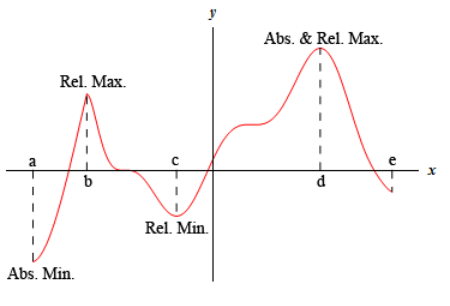 y
Abs. & Rel. Max.
Rel. Max.
a
c
e
x
b
d
Rel. Min.
Abs. Min.